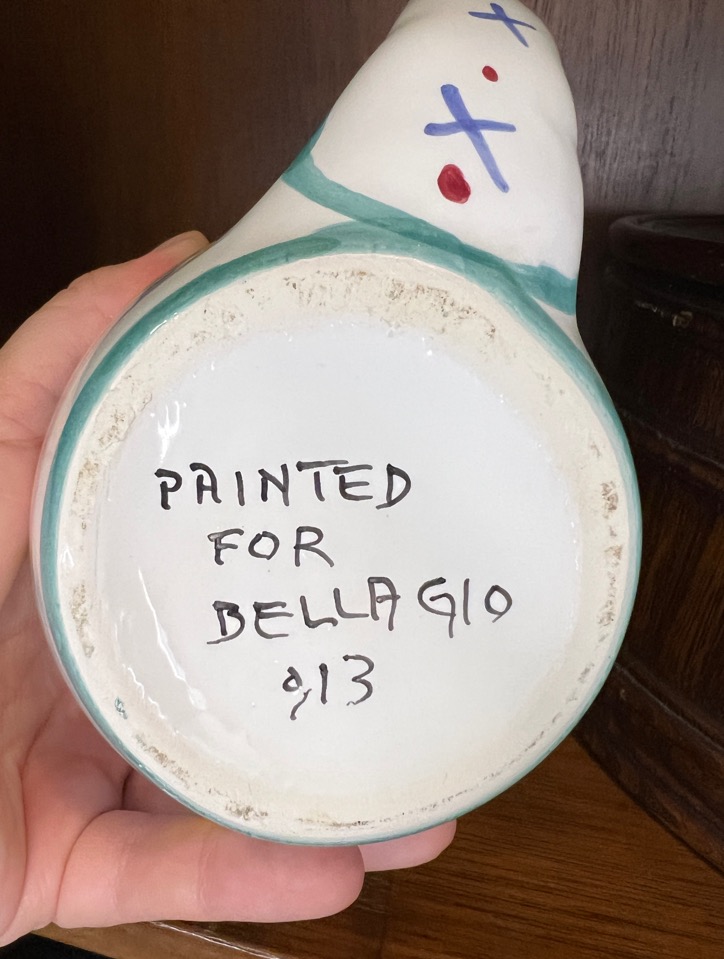 PAINTED
FOR
BELLAGIO
913